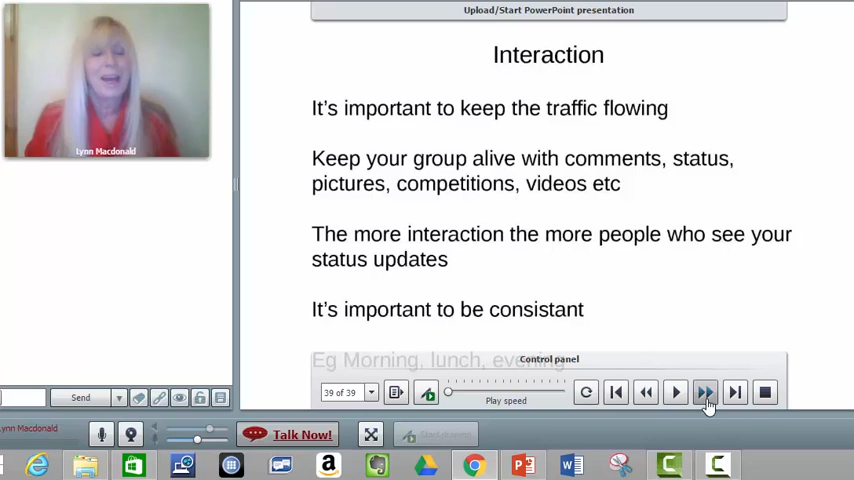 Upload/Start PowerPoint presentation
Interaction
It's important to keep the traffic flowing
Keep your group alive with comments, status,
pictures, competitions, videos etc
The more interaction the more people who see your
status updates
It's important to be consistant
Eg Morning, lunch, evening
Control panel
39 of 39
Play speed
Lynn Macdonald
Send
Lynn Macdonald
Talk Now!
Start sharing